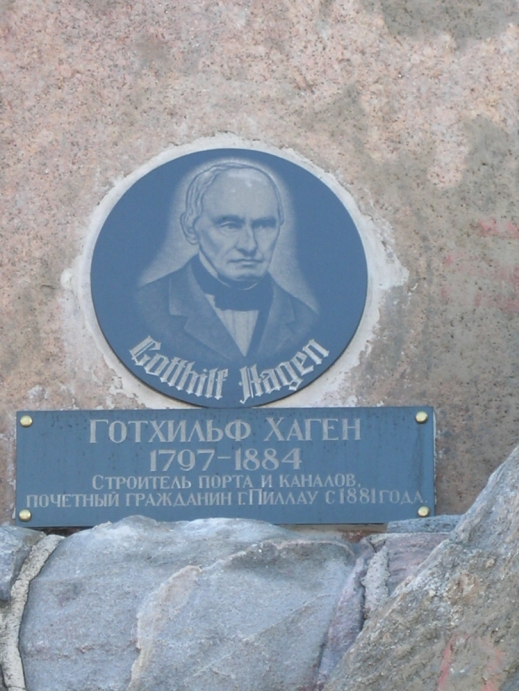 Gotthilf Hagen
ГОТХИЛЬФ ХАГЕН
1797-1884
СТРОИТЕЛЬ ПОРТА И КАНАЛОВ,
ПОЧЕТНЫЙ ГРАЖДАНИН Г.ПИЛЛАУ С 1881 ГОДА.